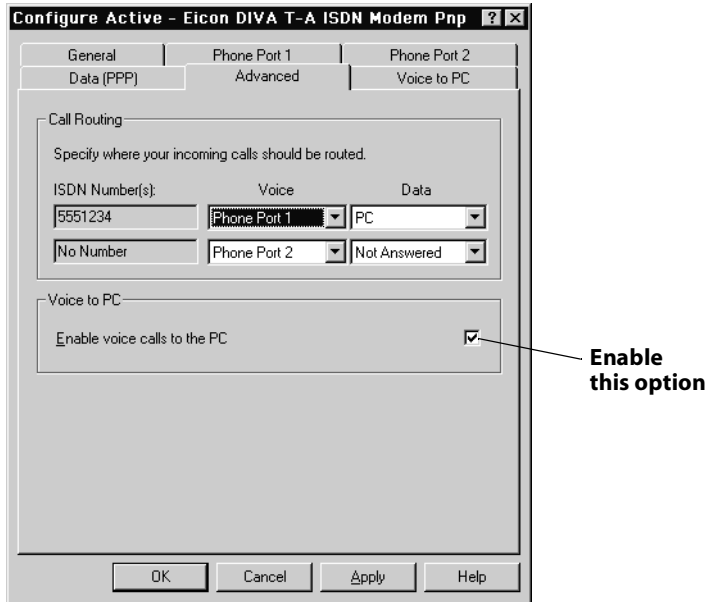 Configure Active - Eicon DIVA T-A ISDN Modem Pnp ? ×
General Phone Port 1 Phone Port 2
Data (PPP) Advanced Voice to PC
Call Routing
Specify where your incoming calls should be routed.
ISDN Number(s): Voice Data
5551234 Phone Port 1 PC
No Number Phone Port 2 Not Answered
Voice to PC
Enable voice calls to the PC
Enable
this option
OK Cancel Apply Help